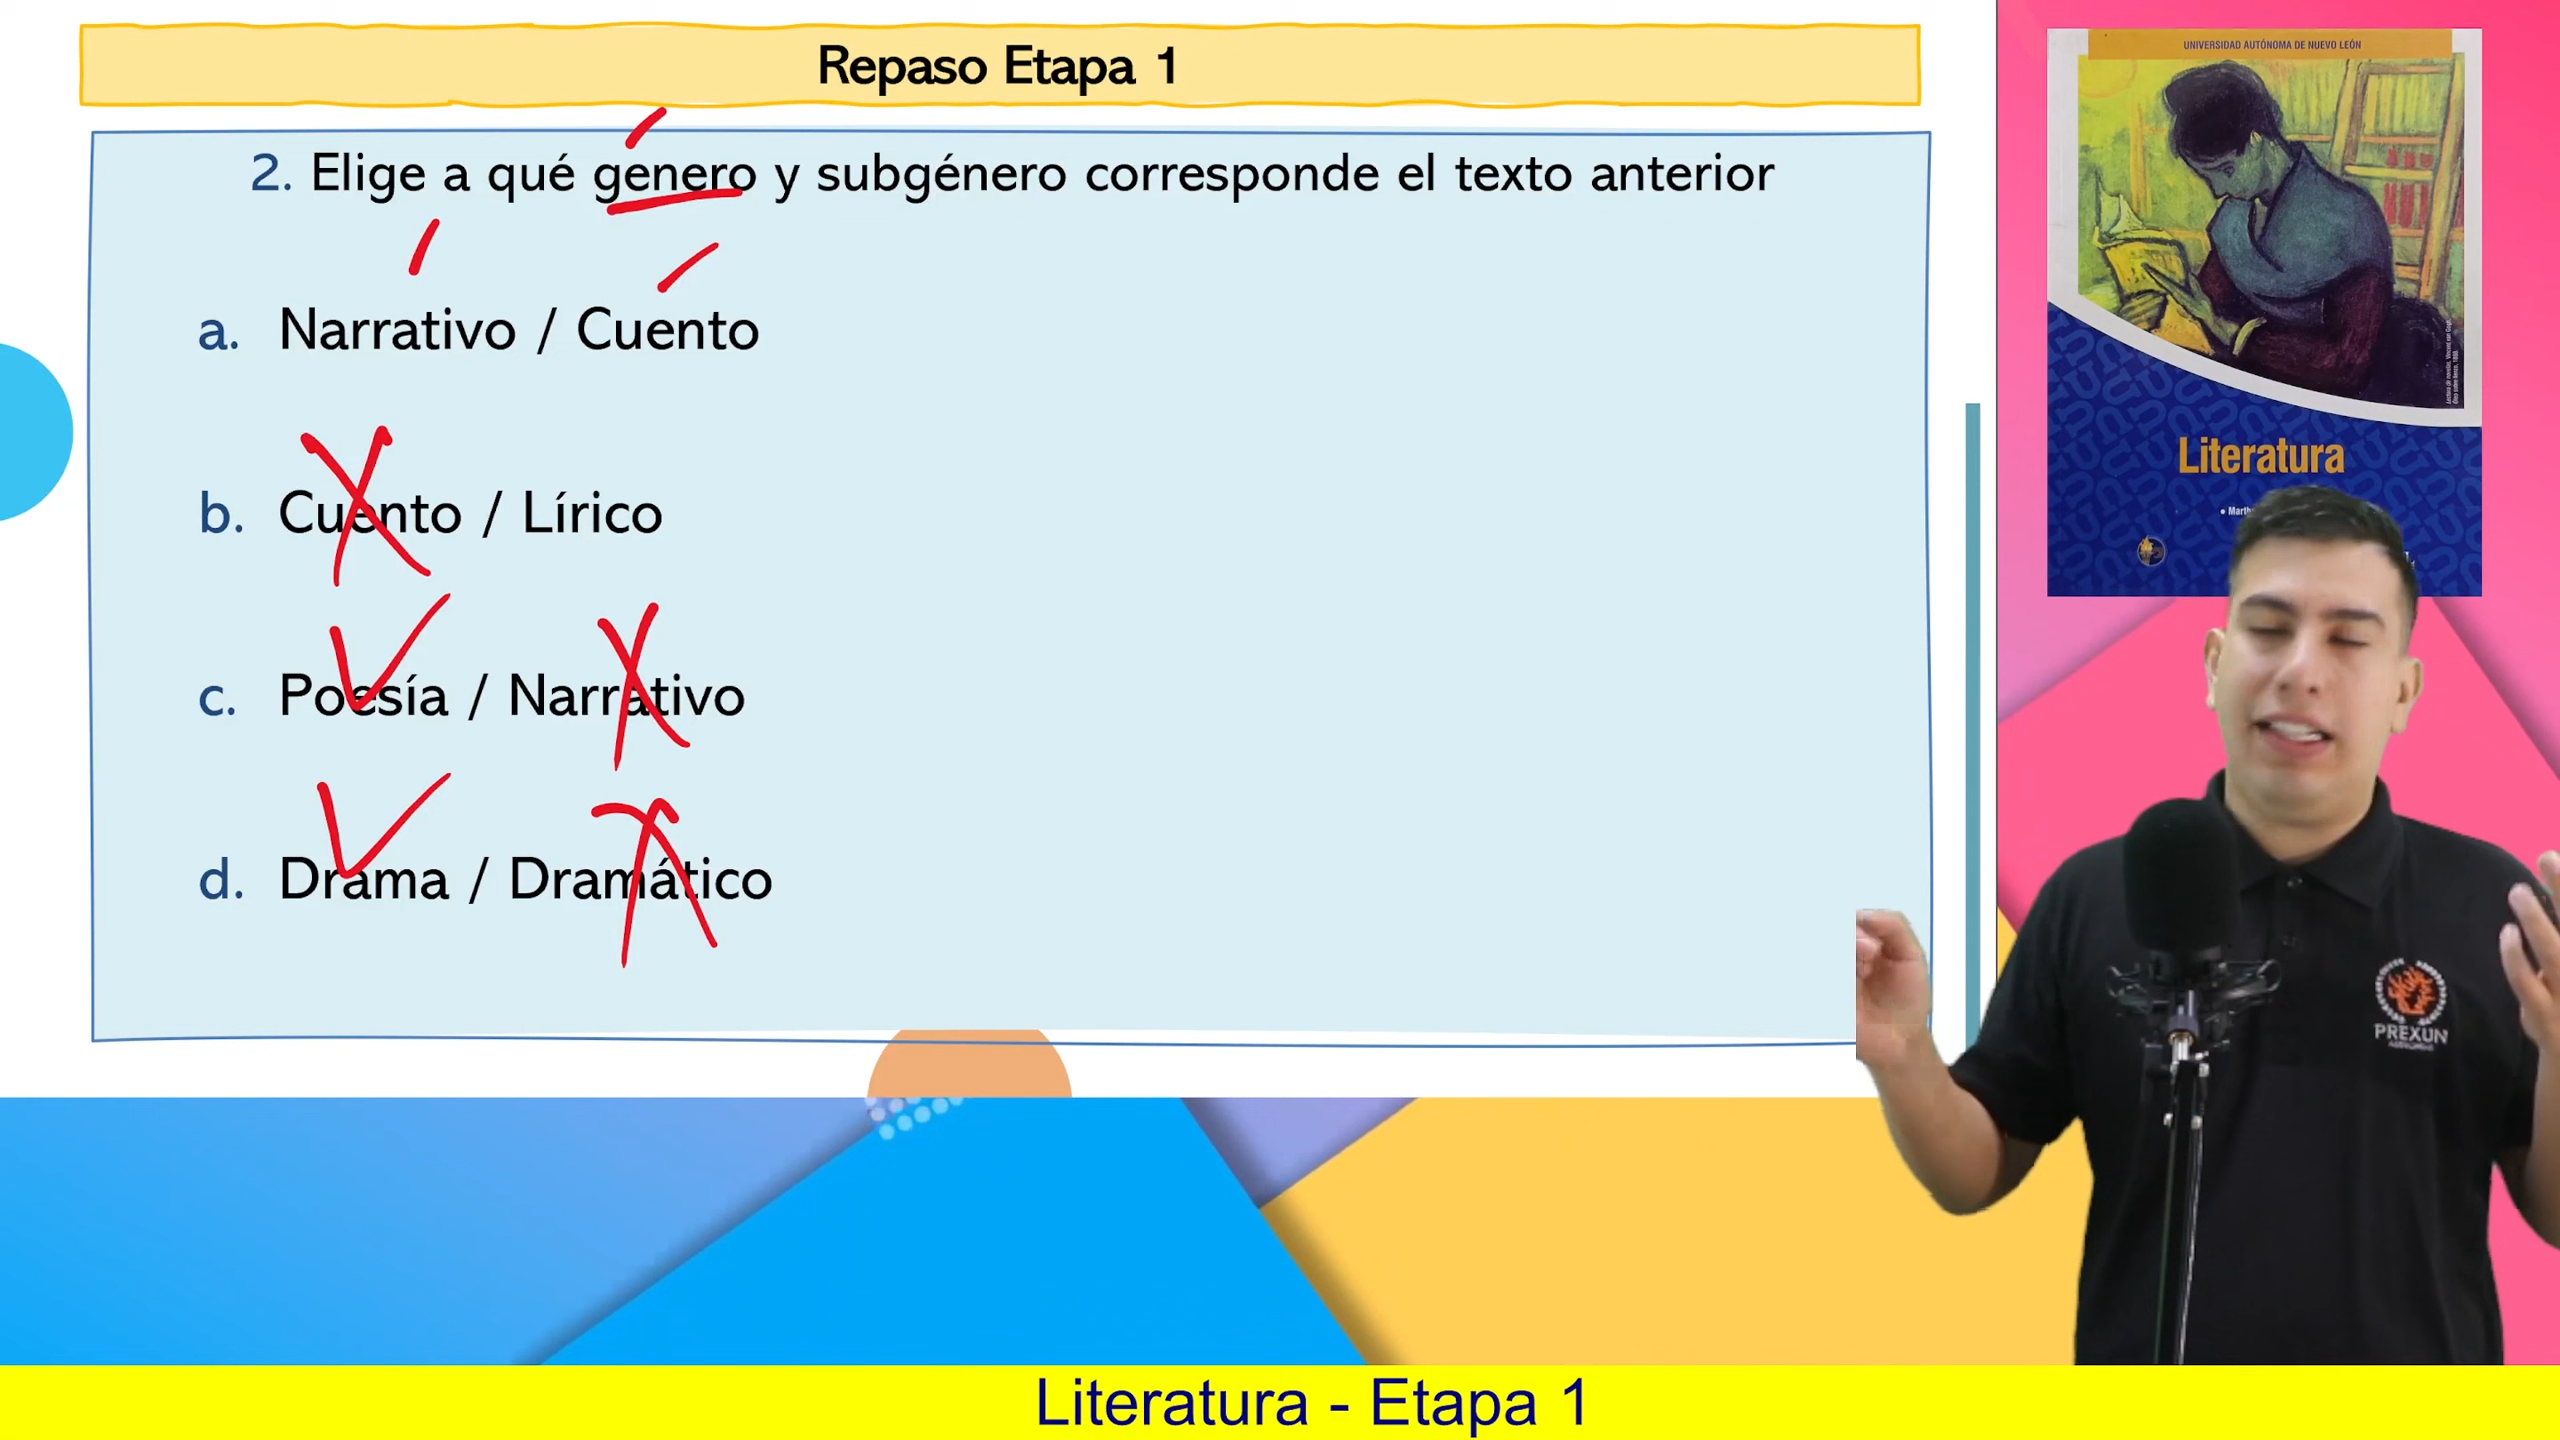 Repaso Etapa 1
2. Elige a qué genero y subgénero corresponde el texto anterior
a. Narrativo / Cuento
b. Cuento / Lírico
c. Poesía / Narrativo
d. Drama / Dramático
UNIVERSIDAD AUTÓNOMA DE NUEVO LEÓN
Literatura
PREXUN
Literatura - Etapa 1